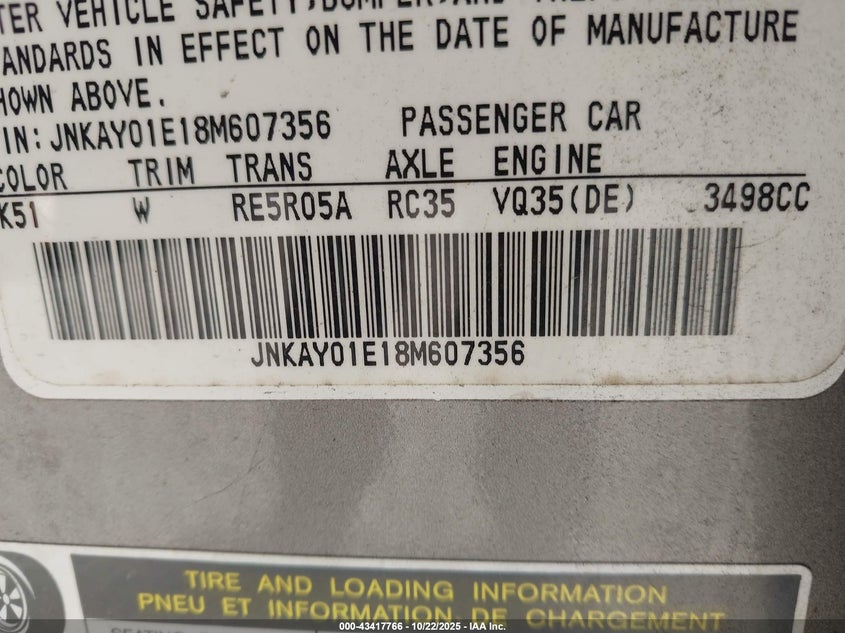 TER VEHICLE SAFETY, BUMPER, AND
ANDARDS IN EFFECT ON THE DATE OF MANUFACTURE
HOWN ABOVE.
IN: JNKAY01E18M607356 PASSENGER CAR
COLOR TRIM TRANS AXLE ENGINE
K51 W RE5R05A RC35 VQ35(DE) 3498CC
JNKAY01E18M607356
TIRE AND LOADING INFORMATION
PNEU ET INFORMATION DE CHARGEMENT
000-43417766 - 10/22/2025 - IAA Inc.